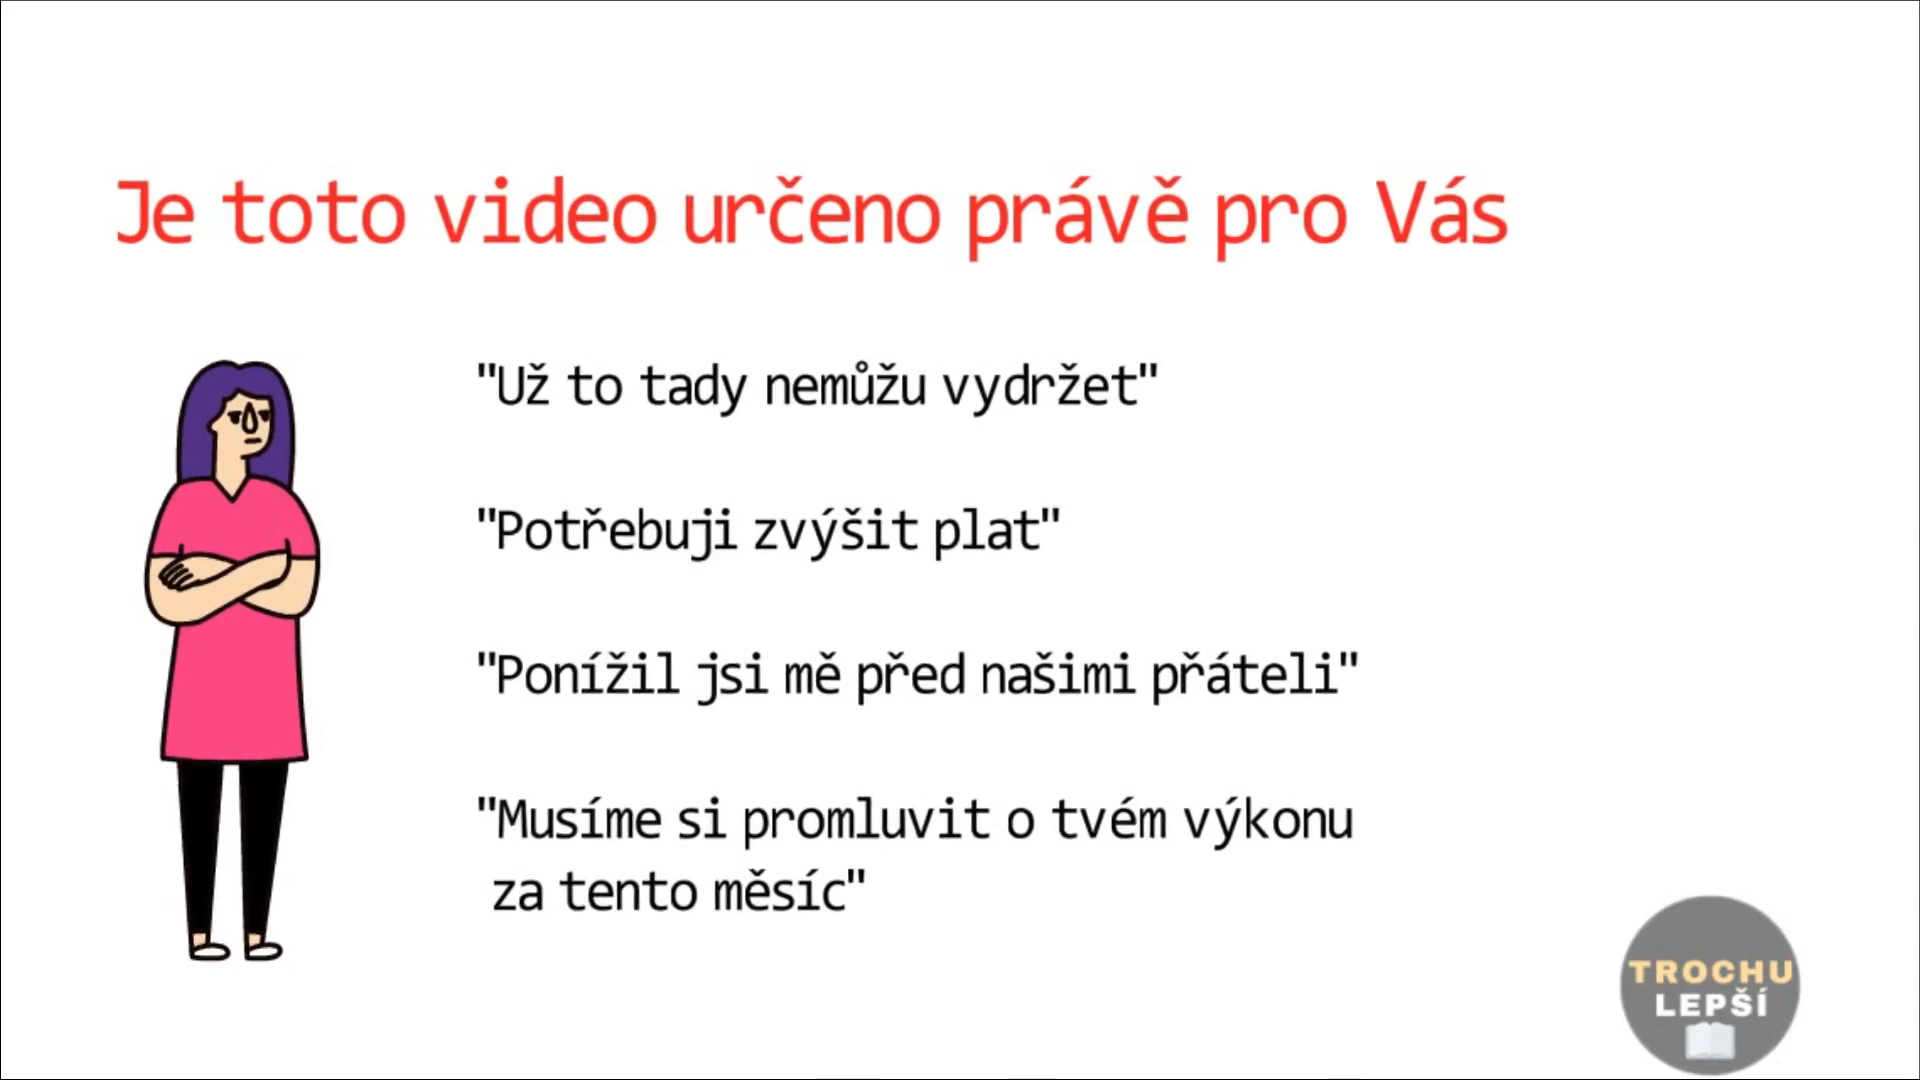 Je toto video určeno právě pro Vás
"Už to tady nemůžu vydržet"
"Potřebuji zvýšit plat"
"Ponížil jsi mě před našimi přáteli"
"Musíme si promluvit o tvém výkonu
za tento měsíc"
TROCHU
LEPŠÍ